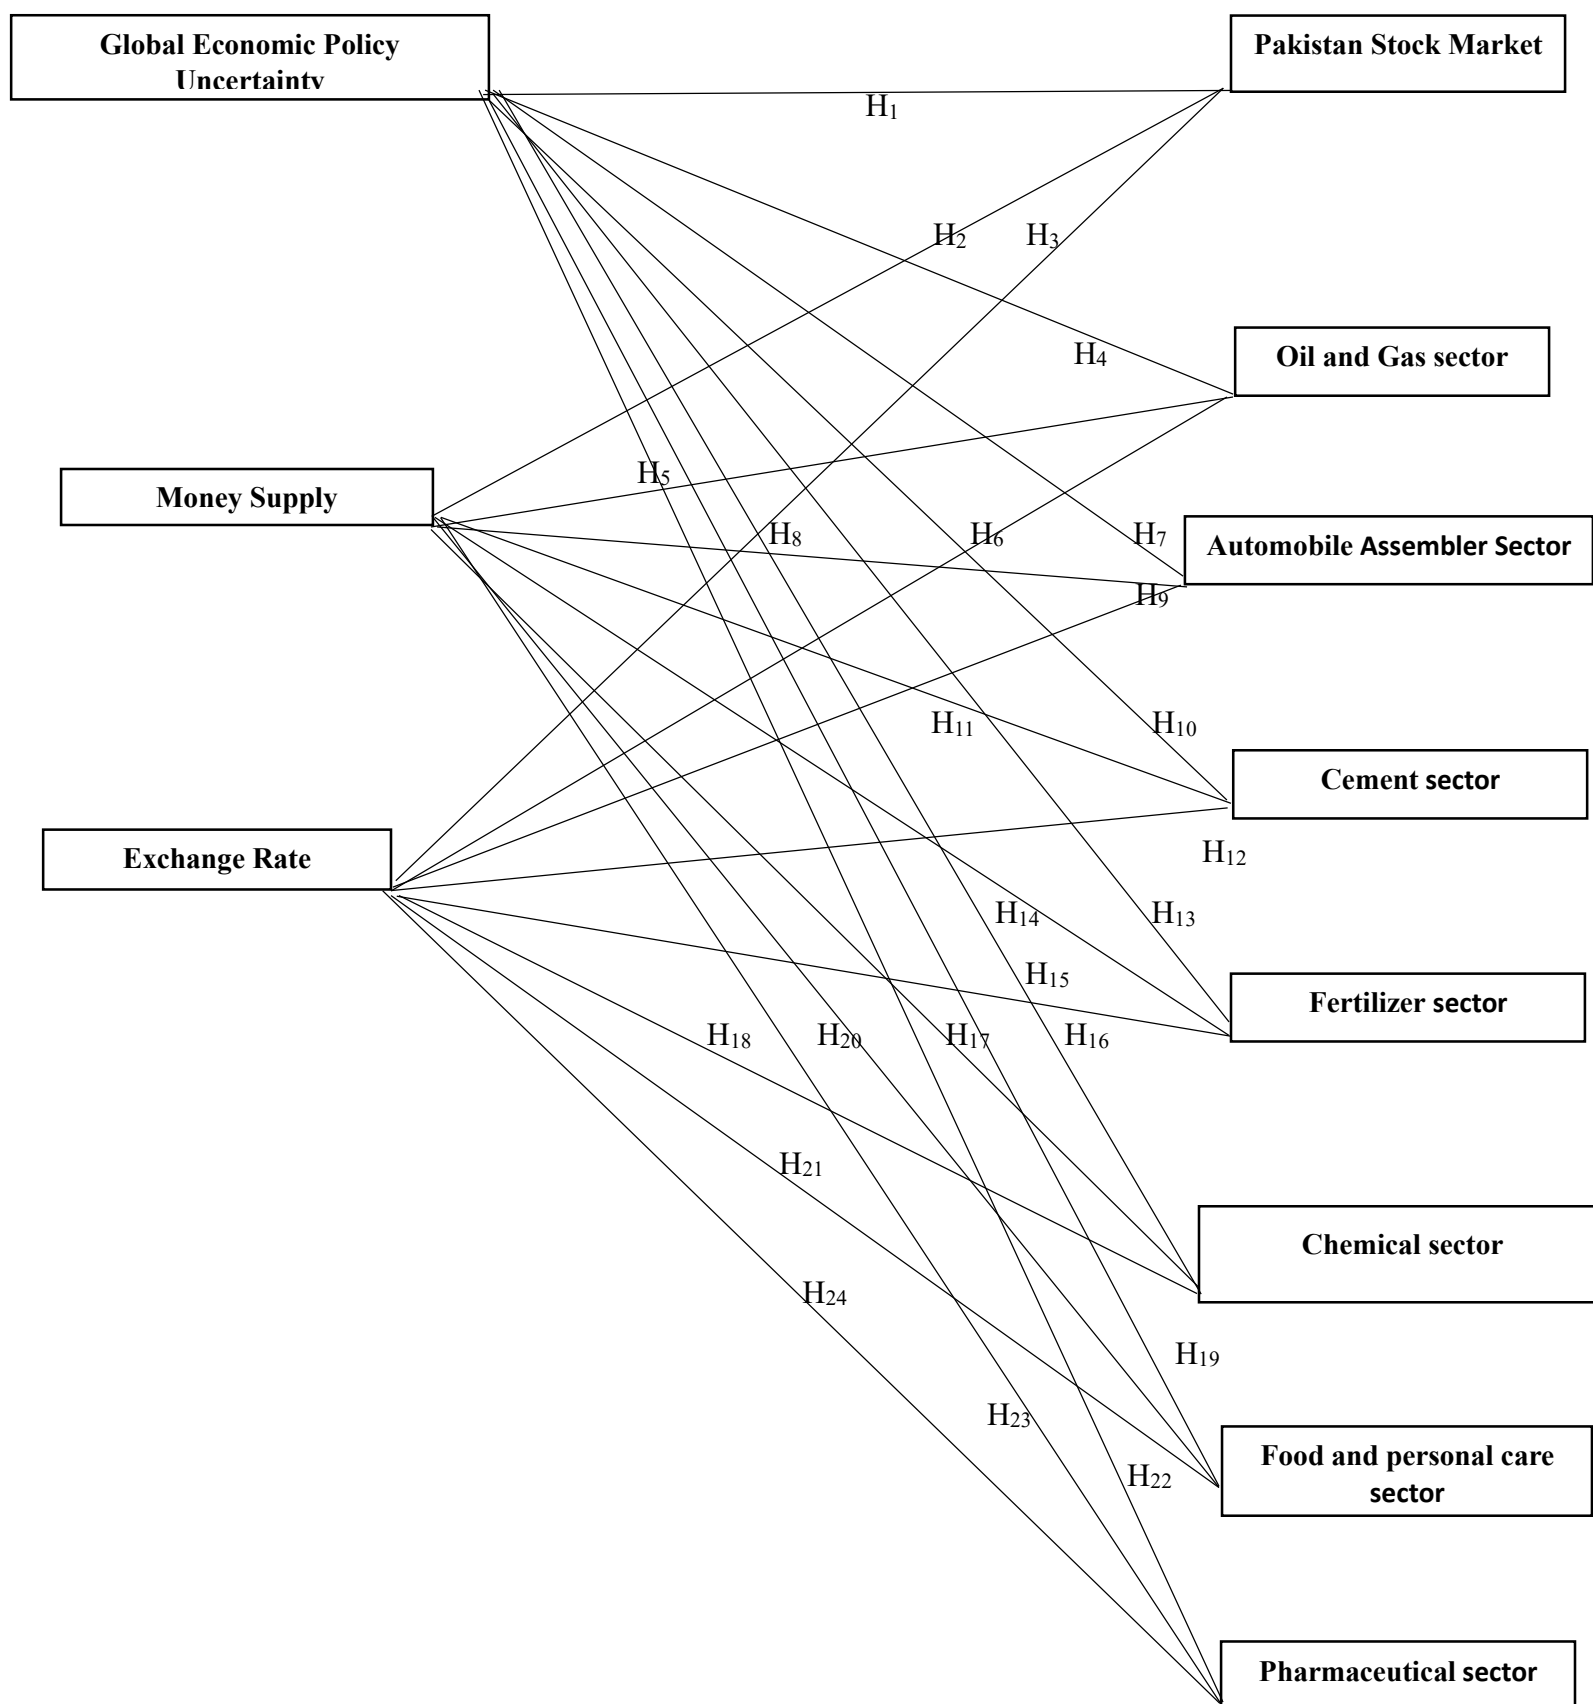 Global Economic Policy
Uncertainty
Pakistan Stock Market
H₁
H₂
H₃
H₄
Oil and Gas sector
H₅
Money Supply
H₈
H₆
H₇
Automobile Assembler Sector
H₉
H₁₁
H₁₀
Cement sector
Exchange Rate
H₁₂
H₁₄
H₁₃
H₁₅
Fertilizer sector
H₁₈
H₂₀
H₁₇
H₁₆
H₂₁
Chemical sector
H₂₄
H₁₉
H₂₃
Food and personal care
sector
H₂₂
Pharmaceutical sector